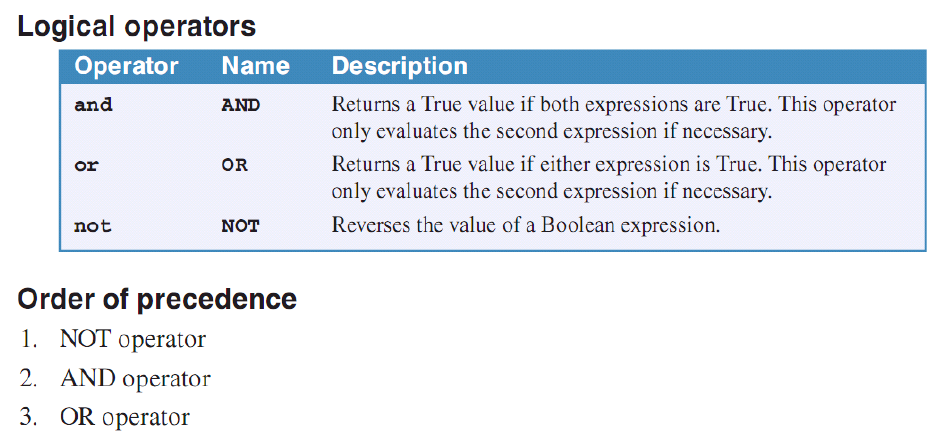 Logical operators
Operator Name Description
and AND Returns a True value if both expressions are True. This operator
only evaluates the second expression if necessary.
or OR Returns a True value if either expression is True. This operator
only evaluates the second expression if necessary.
not NOT Reverses the value of a Boolean expression.
Order of precedence
1. NOT operator
2. AND operator
3. OR operator